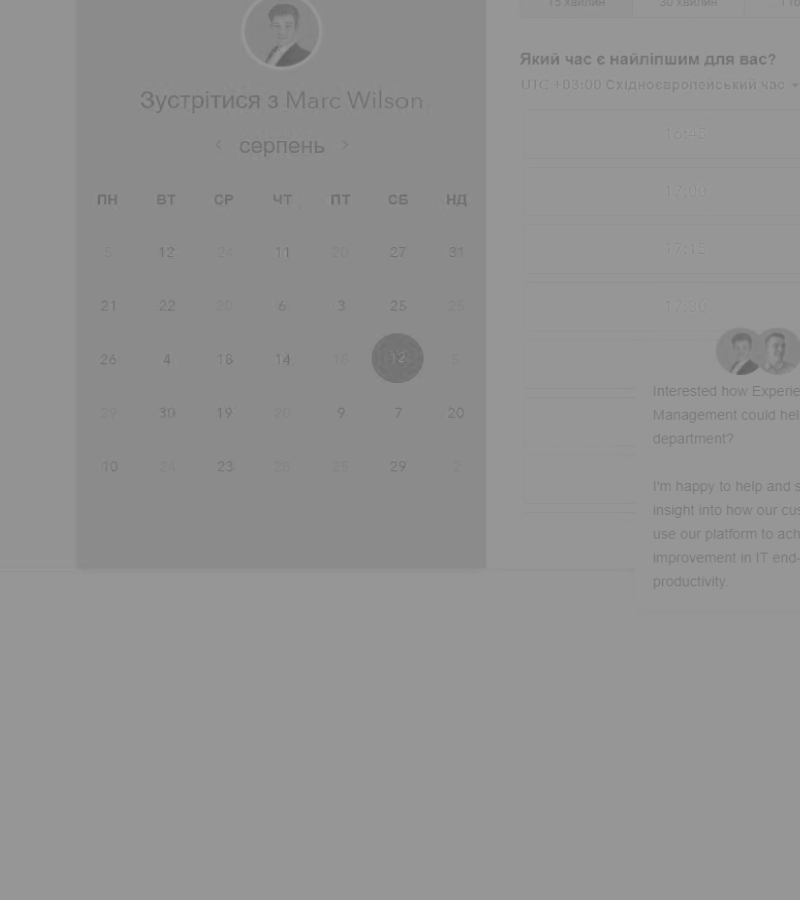 15 хвилин 30 хвилин
Зустрітися з Marc Wilson
серпень
ПН ВТ СР ЧТ ПТ СБ НД
5 12 24 11 20 27 31
21 22 20 6 3 25 25
26 4 18 14 16 12 5
29 30 19 20 9 7 20
10 24 23 26 25 29 2
Який час є найліпшим для вас?
UTC +03:00 Східноєвропейський час
16:45
17:00
17:15
17:30
Interested how Experie
Management could hel
department?
I'm happy to help and s
insight into how our cus
use our platform to ach
improvement in IT end-
productivity.